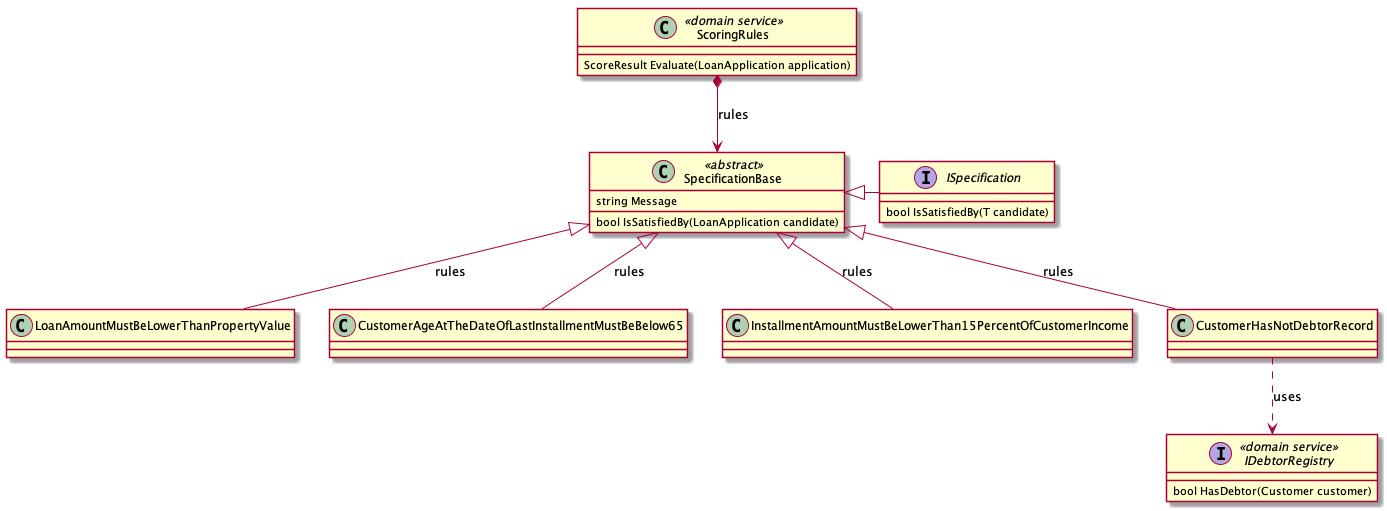 C
«domain service»
ScoringRules
ScoreResult Evaluate(LoanApplication application)
rules
C
«abstract»
SpecificationBase
string Message
bool IsSatisfiedBy(LoanApplication candidate)
I
ISpecification
bool IsSatisfiedBy(T candidate)
rules
rules
rules
rules
C
LoanAmountMustBeLowerThanPropertyValue
C
CustomerAgeAtTheDateOfLastInstallmentMustBeBelow65
C
InstallmentAmountMustBeLowerThan15PercentOfCustomerIncome
C
CustomerHasNotDebtorRecord
uses
I
«domain service»
IDebtorRegistry
bool HasDebtor(Customer customer)